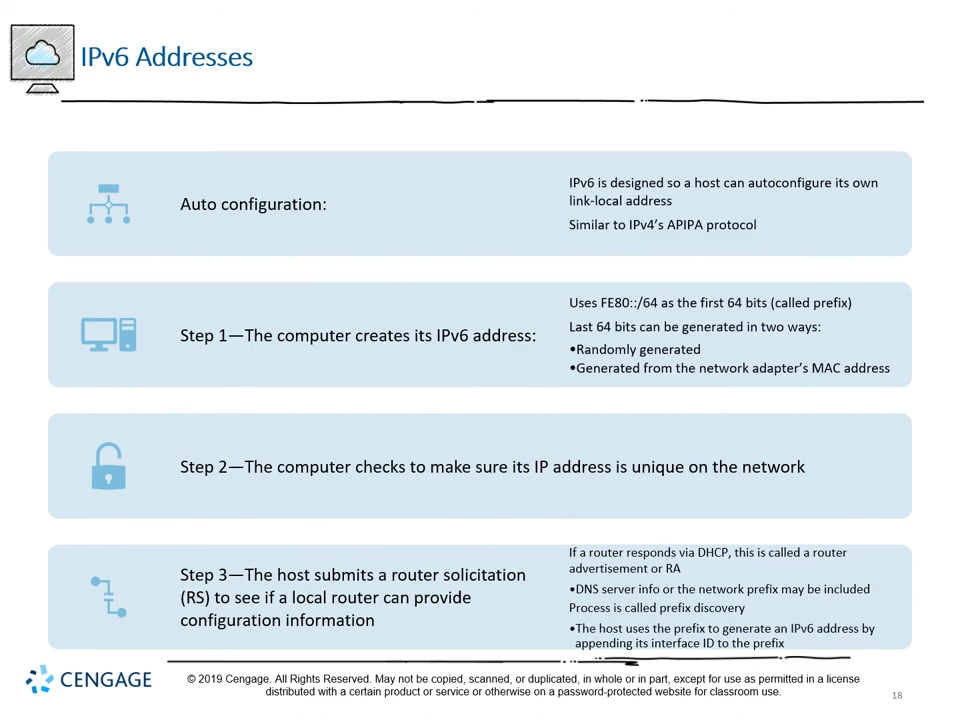 IPv6 Addresses
Auto configuration:
IPv6 is designed so a host can autoconfigure its own
link-local address
Similar to IPv4’s APIPA protocol
Step 1—The computer creates its IPv6 address:
Uses FE80::/64 as the first 64 bits (called prefix)
Last 64 bits can be generated in two ways:
•Randomly generated
•Generated from the network adapter’s MAC address
Step 2—The computer checks to make sure its IP address is unique on the network
Step 3—The host submits a router solicitation
(RS) to see if a local router can provide
configuration information
If a router responds via DHCP, this is called a router
advertisement or RA
•DNS server info or the network prefix may be included
Process is called prefix discovery
•The host uses the prefix to generate an IPv6 address by
appending its interface ID to the prefix
CENGAGE
© 2019 Cengage. All Rights Reserved. May not be copied, scanned, or duplicated, in whole or in part, except for use as permitted in a license
distributed with a certain product or service or otherwise on a password-protected website for classroom use.
18